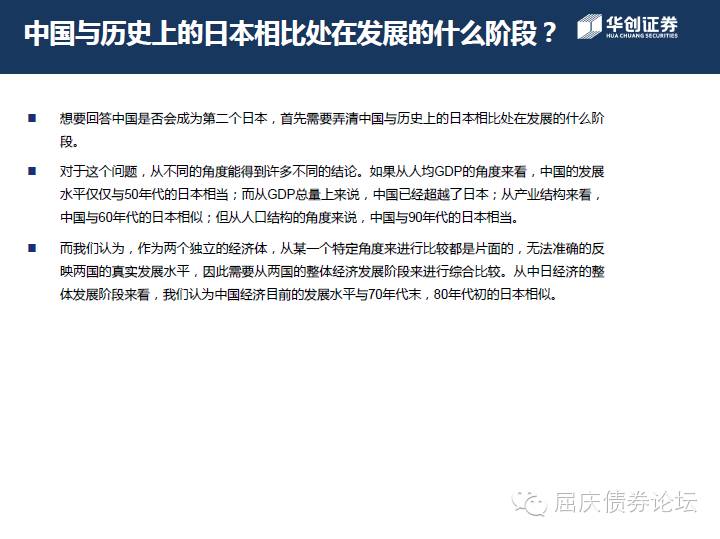 中国与历史上的日本相比处在发展的什么阶段？
华创证券
HUA CHUANG SECURITIES
想要回答中国是否会成为第二个日本，首先需要弄清中国与历史上的日本相比处在发展的什么阶
段。
对于这个问题，从不同的角度能得到许多不同的结论。如果从人均GDP的角度来看，中国的发展
水平仅仅与50年代的日本相当；而从GDP总量上来说，中国已经超越了日本；从产业结构来看，
中国与60年代的日本相似；但从人口结构的角度来说，中国与90年代的日本相当。
而我们认为，作为两个独立的经济体，从某一个特定角度来进行比较都是片面的，无法准确的反
映两国的真实发展水平，因此需要从两国的整体经济发展阶段来进行综合比较。从中日经济的整
体发展阶段来看，我们认为中国经济目前的发展水平与70年代末，80年代初的日本相似。
屈庆债券论坛